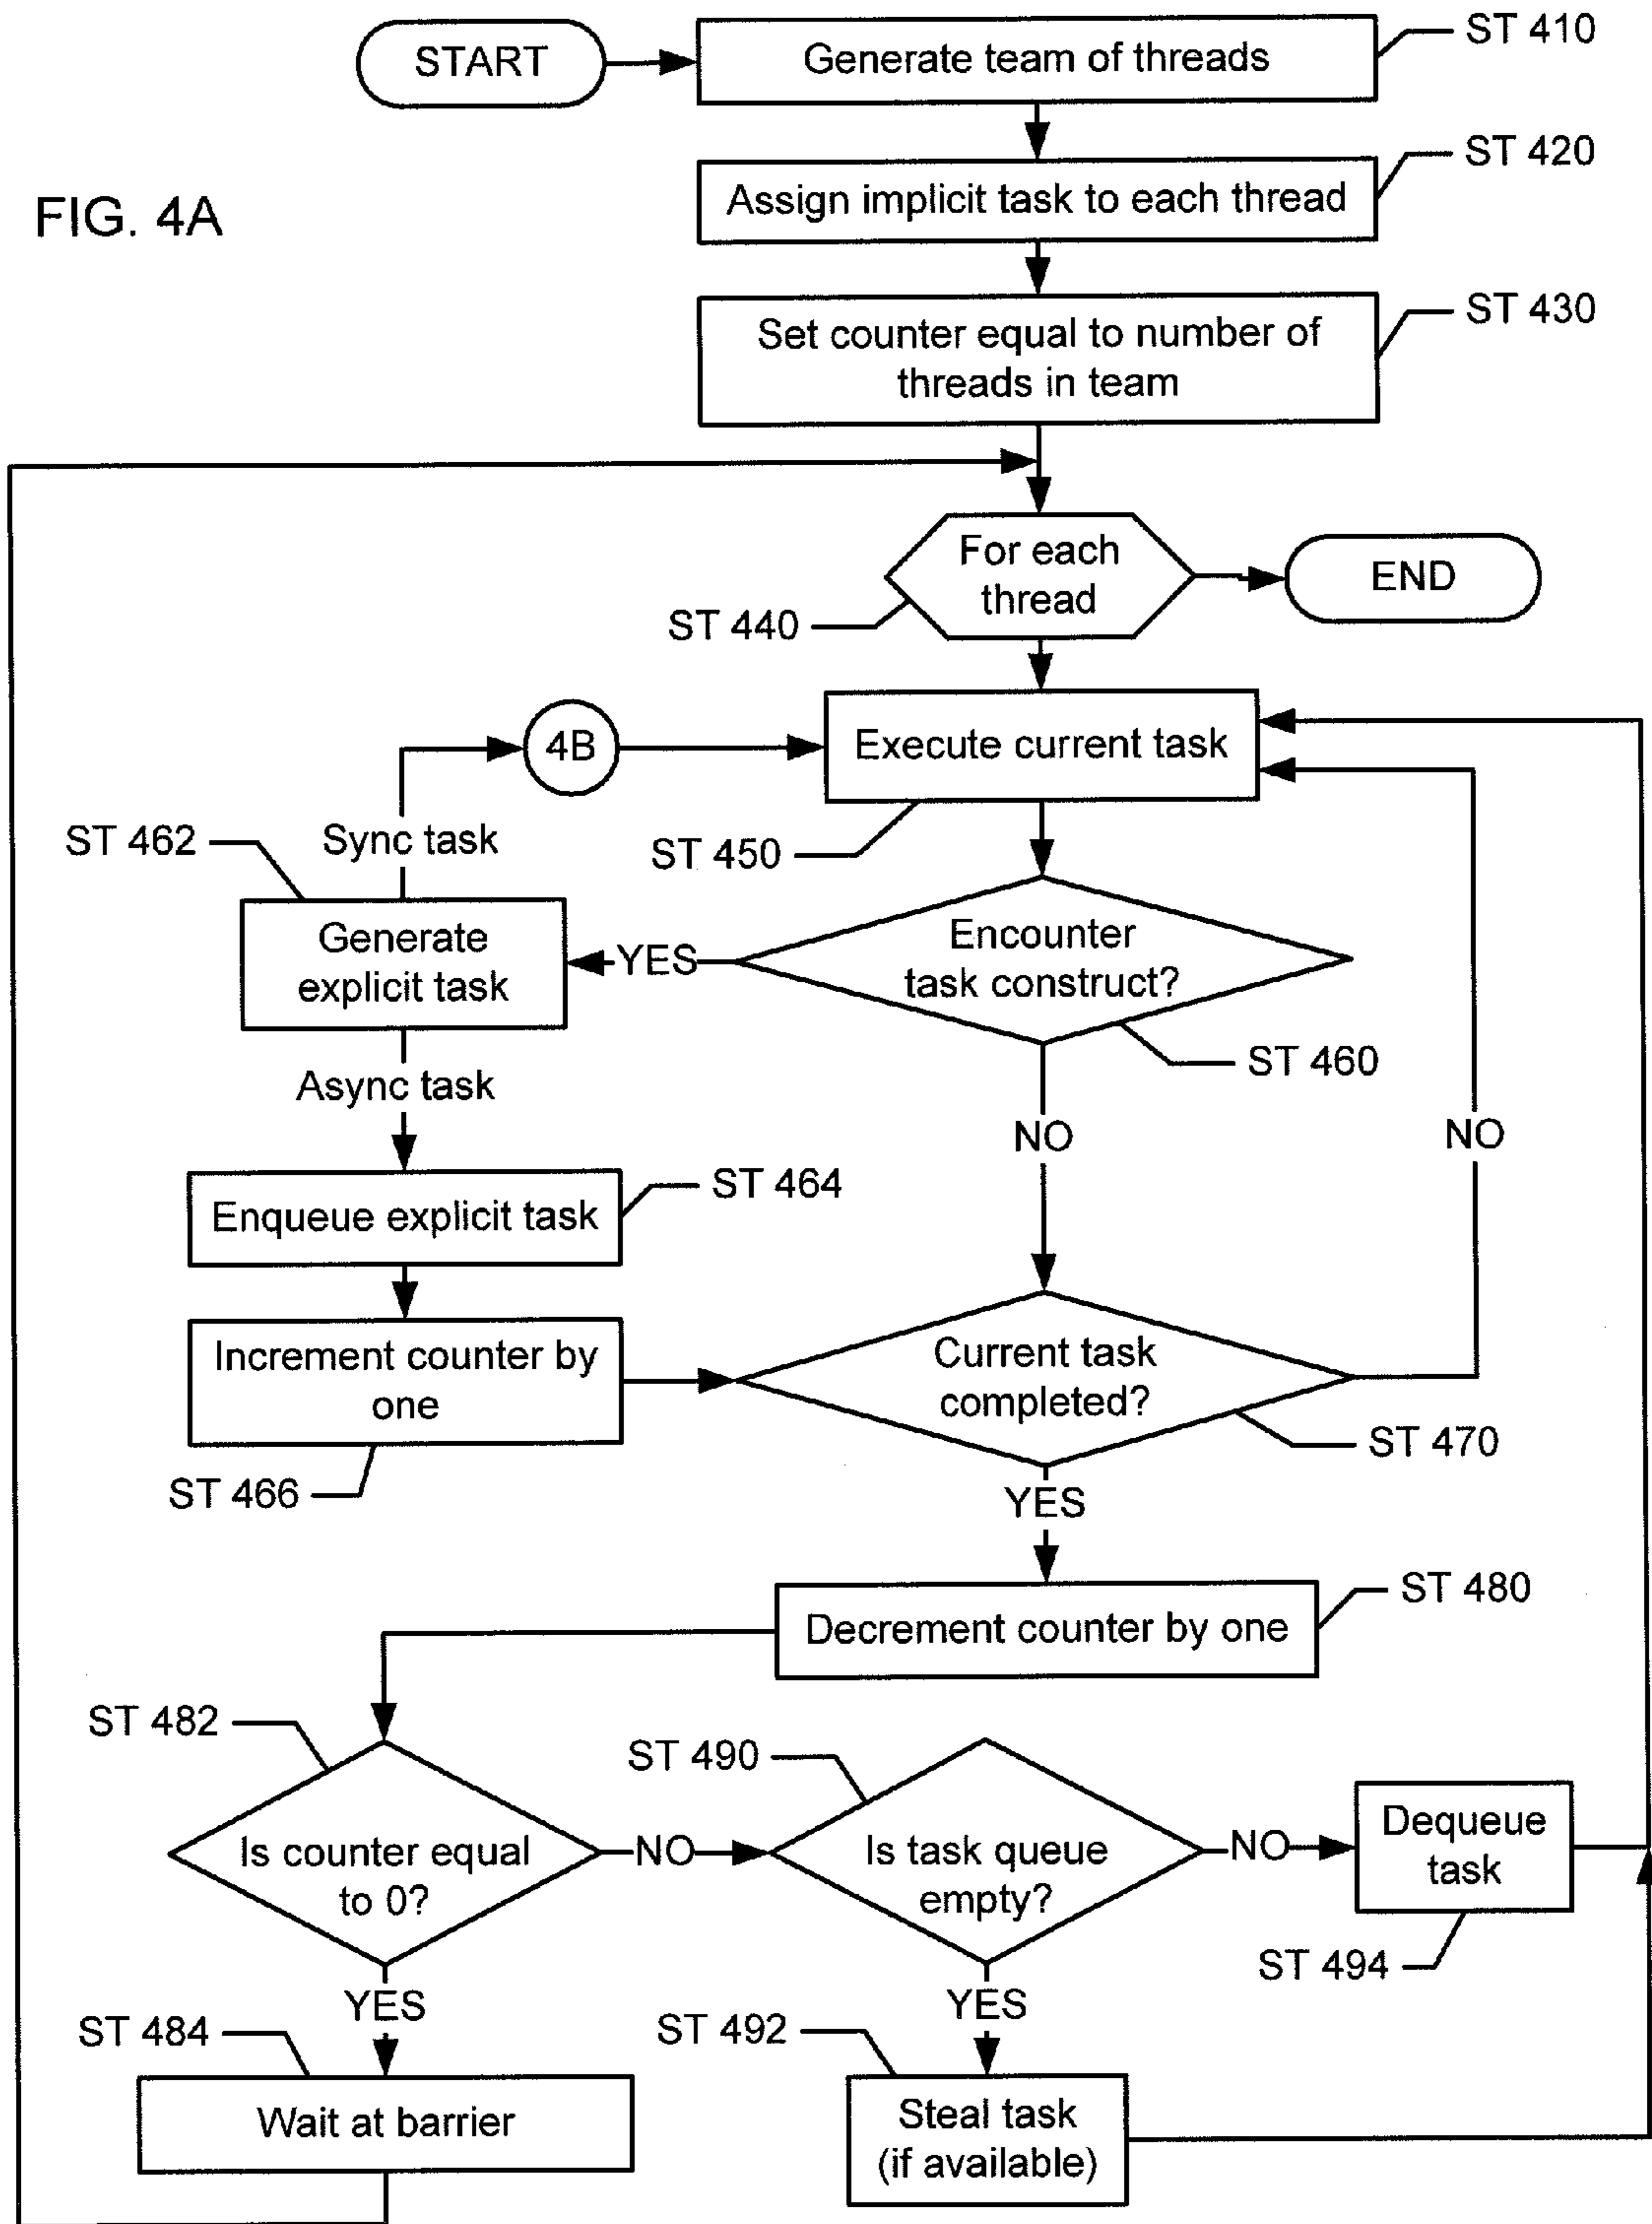 START
Generate team of threads
ST 410
FIG. 4A
Assign implicit task to each thread
ST 420
Set counter equal to number of
threads in team
ST 430
For each
thread
END
ST 440
4B
Execute current task
ST 462
Sync task
ST 450
Generate
explicit task
YES
Encounter
task construct?
ST 460
Async task
NO
NO
Enqueue explicit task
ST 464
Increment counter by
one
Current task
completed?
ST 470
ST 466
YES
Decrement counter by one
ST 480
ST 482
ST 490
Is counter equal
to 0?
NO
Is task queue
empty?
NO
Dequeue
task
ST 494
YES
YES
ST 484
ST 492
Wait at barrier
Steal task
(if available)